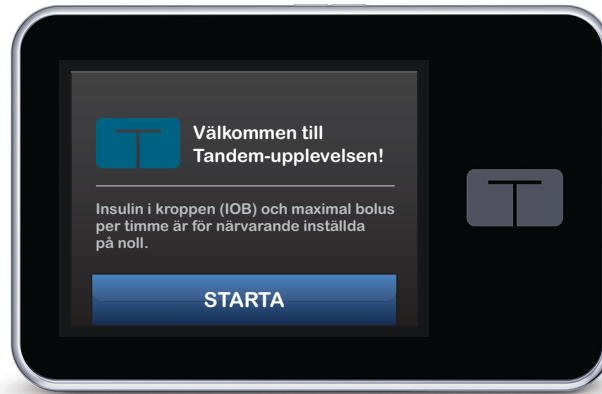 Välkommen till
Tandem-upplevelsen!
Insulin i kroppen (IOB) och maximal bolus
per timme är för närvarande inställda
på noll.
STARTA